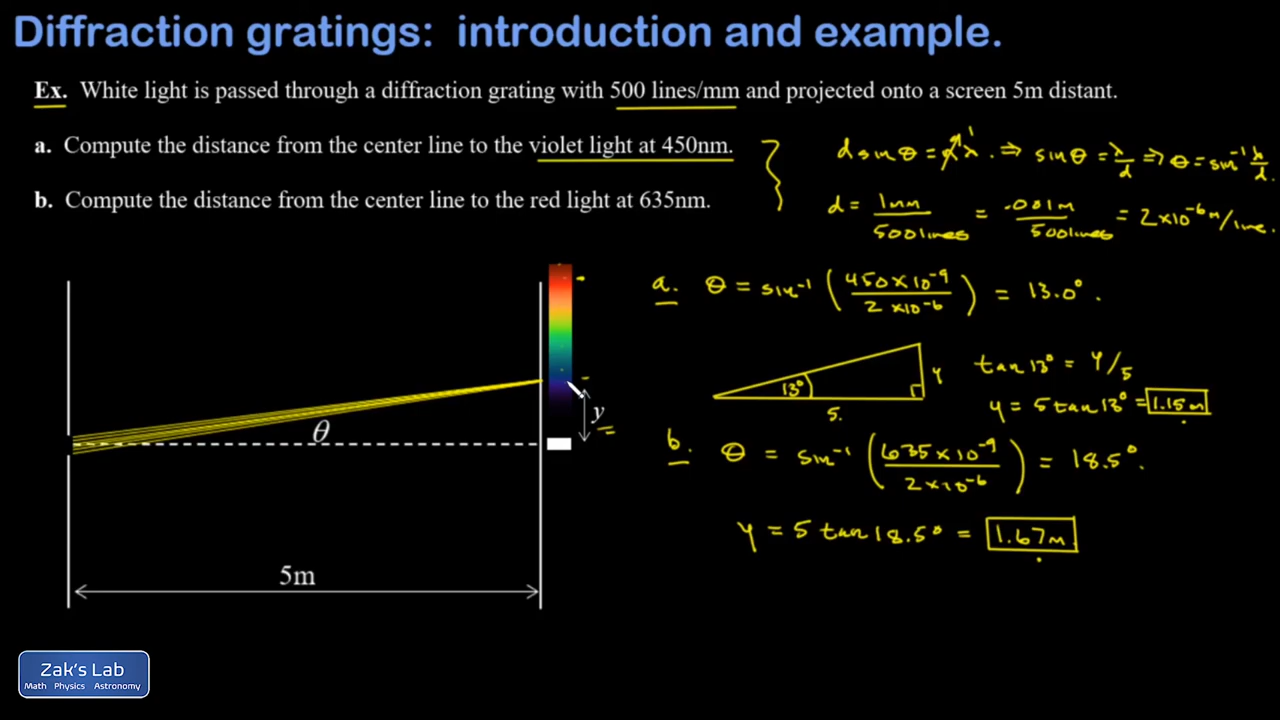 Diffraction gratings: introduction and example.
Ex. White light is passed through a diffraction grating with 500 lines/mm and projected onto a screen 5m distant.
a. Compute the distance from the center line to the violet light at 450nm.
b. Compute the distance from the center line to the red light at 635nm.
d sin θ = n¹λ. ⇒ sin θ = λ/d ⇒ θ = sin⁻¹ λ/d.
d = 1mm/500 lines = .001m/500 lines = 2×10⁻⁶ m/line.
a. θ = sin⁻¹ (450×10⁻⁹/2×10⁻⁶) = 13.0°.
13°
5.
y
tan 13° = y/5
y = 5 tan 13° = 1.15m
b. θ = sin⁻¹ (635×10⁻⁹/2×10⁻⁶) = 18.5°.
y = 5 tan 18.5° = 1.67m
θ
y
5m
Zak's Lab
Math Physics Astronomy